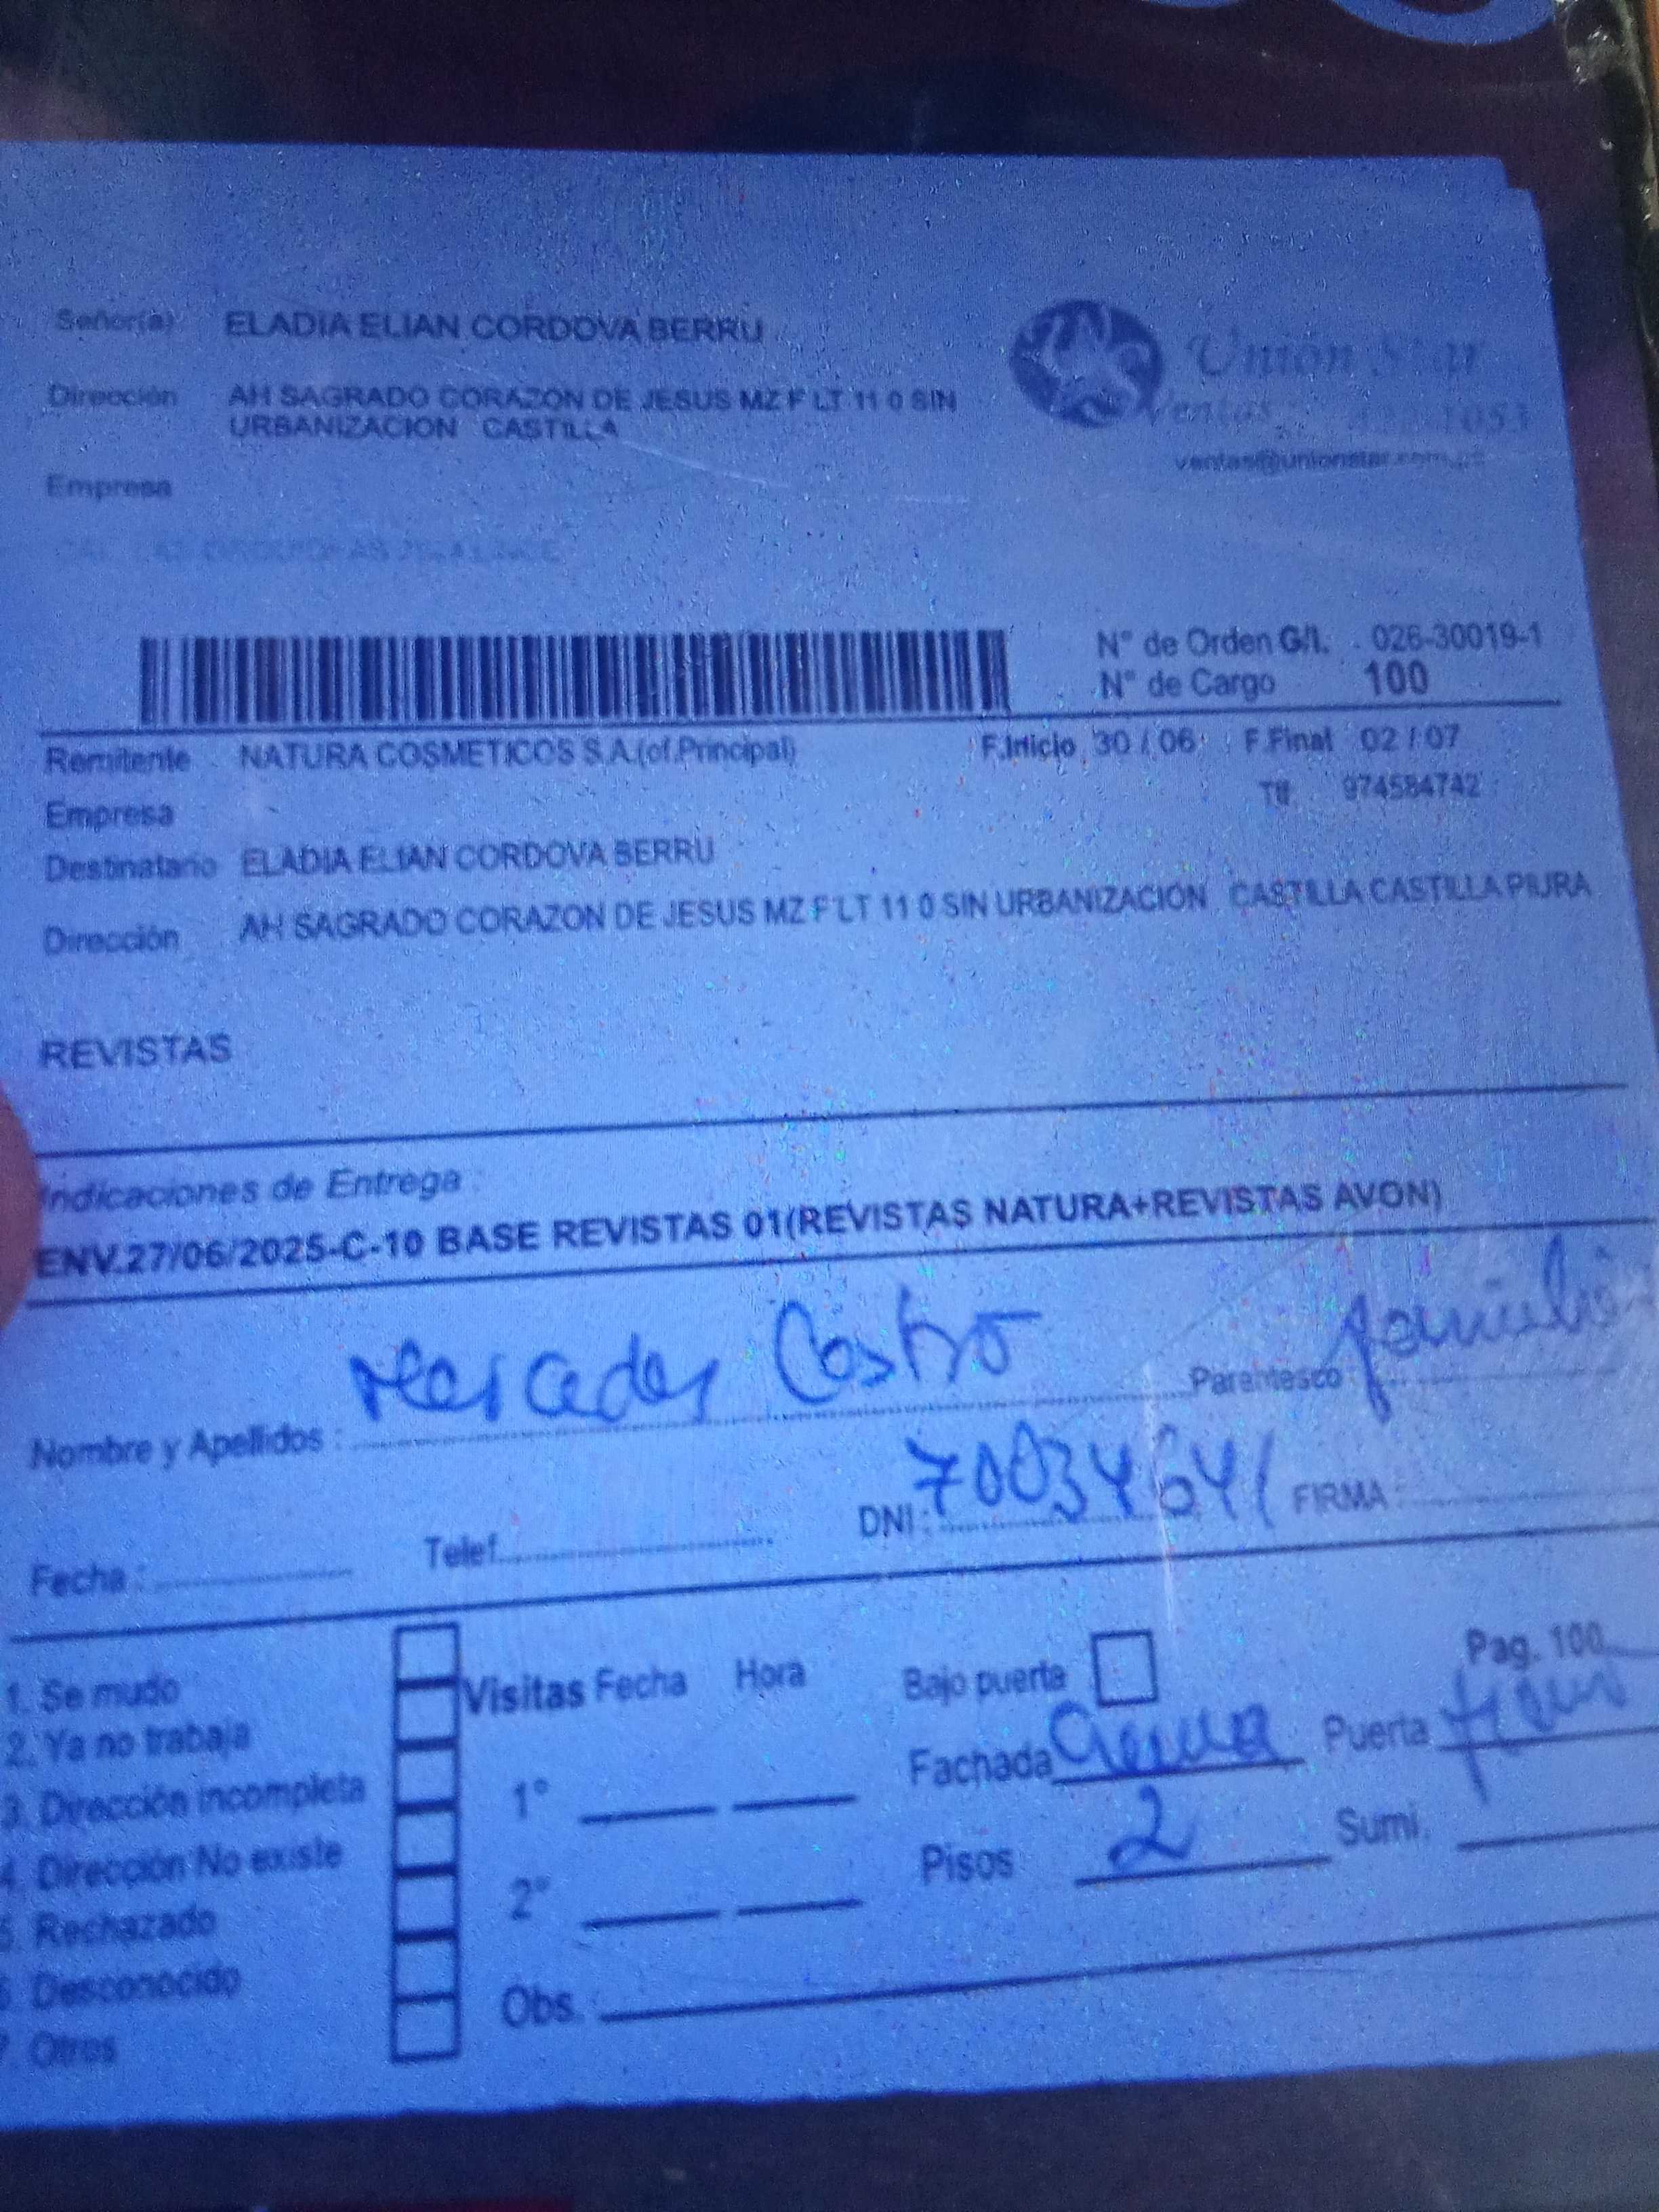 Señor(a) ELADIA ELIAN CORDOVA BERRU
Unión Star
Dirección AH SAGRADO CORAZON DE JESUS MZ F LT 11 0 SIN
URBANIZACION CASTILLA
Ventas
ventas@unionstar.com.pe
Empresa
N° de Orden G/I. 026-30019-1
N° de Cargo 100
Remitente NATURA COSMETICOS S.A.(of.Principal) F.Inicio 30 / 06 F.Final 02 / 07
Empresa Tlf. 974584742
Destinatario ELADIA ELIAN CORDOVA BERRU
Dirección AH SAGRADO CORAZON DE JESUS MZ F LT 11 0 SIN URBANIZACIÓN CASTILLA CASTILLA PIURA
REVISTAS
Indicaciones de Entrega :
ENV.27/06/2025-C-10 BASE REVISTAS 01(REVISTAS NATURA+REVISTAS AVON)
Nombre y Apellidos : Mercedes Castro Parentesco
Fecha : Telef. DNI : 70034641 FIRMA :
1. Se mudo
2. Ya no trabaja
3. Dirección incompleta
4. Dirección No existe
5. Rechazado
6. Desconocido
7. Otros
Visitas Fecha Hora
1°
2°
Obs.
Bajo puerta Pag. 100
Fachada Crema Puerta
Pisos 2 Sumi.